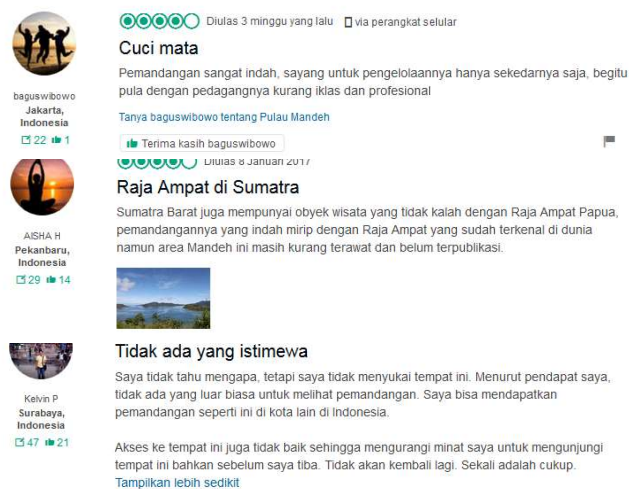 Diulas 3 minggu yang lalu via perangkat selular
Cuci mata
Pemandangan sangat indah, sayang untuk pengelolaannya hanya sekedarnya saja, begitu
pula dengan pedagangnya kurang iklas dan profesional
baguswibowo
Jakarta,
Indonesia
22 1
Tanya baguswibowo tentang Pulau Mandeh
Terima kasih baguswibowo
Diulas 8 Januari 2017
Raja Ampat di Sumatra
Sumatra Barat juga mempunyai obyek wisata yang tidak kalah dengan Raja Ampat Papua,
pemandangannya yang indah mirip dengan Raja Ampat yang sudah terkenal di dunia
namun area Mandeh ini masih kurang terawat dan belum terpublikasi.
AISHA H
Pekanbaru,
Indonesia
29 14
Tidak ada yang istimewa
Saya tidak tahu mengapa, tetapi saya tidak menyukai tempat ini. Menurut pendapat saya,
tidak ada yang luar biasa untuk melihat pemandangan. Saya bisa mendapatkan
pemandangan seperti ini di kota lain di Indonesia.
Kelvin P
Surabaya,
Indonesia
47 21
Akses ke tempat ini juga tidak baik sehingga mengurangi minat saya untuk mengunjungi
tempat ini bahkan sebelum saya tiba. Tidak akan kembali lagi. Sekali adalah cukup.
Tampilkan lebih sedikit